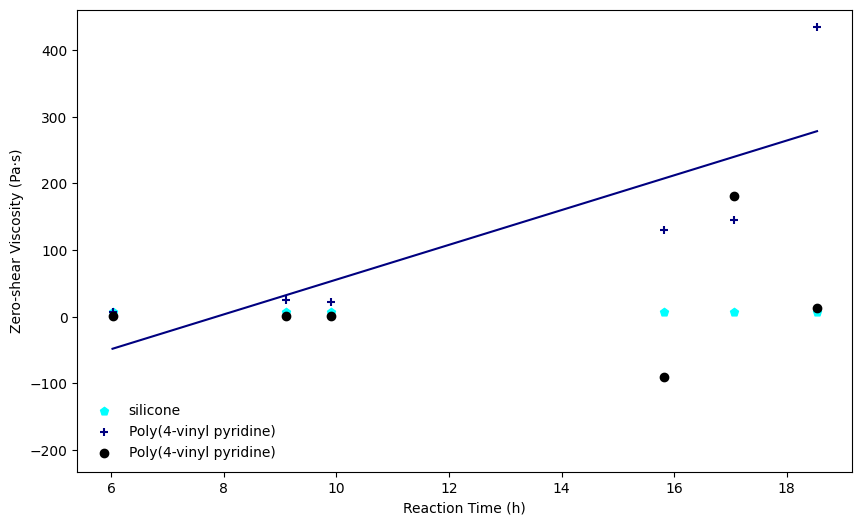 400
300
200
100
0
−100
−200
Zero-shear Viscosity (Pa·s)
silicone
Poly(4-vinyl pyridine)
Poly(4-vinyl pyridine)
6 8 10 12 14 16 18
Reaction Time (h)